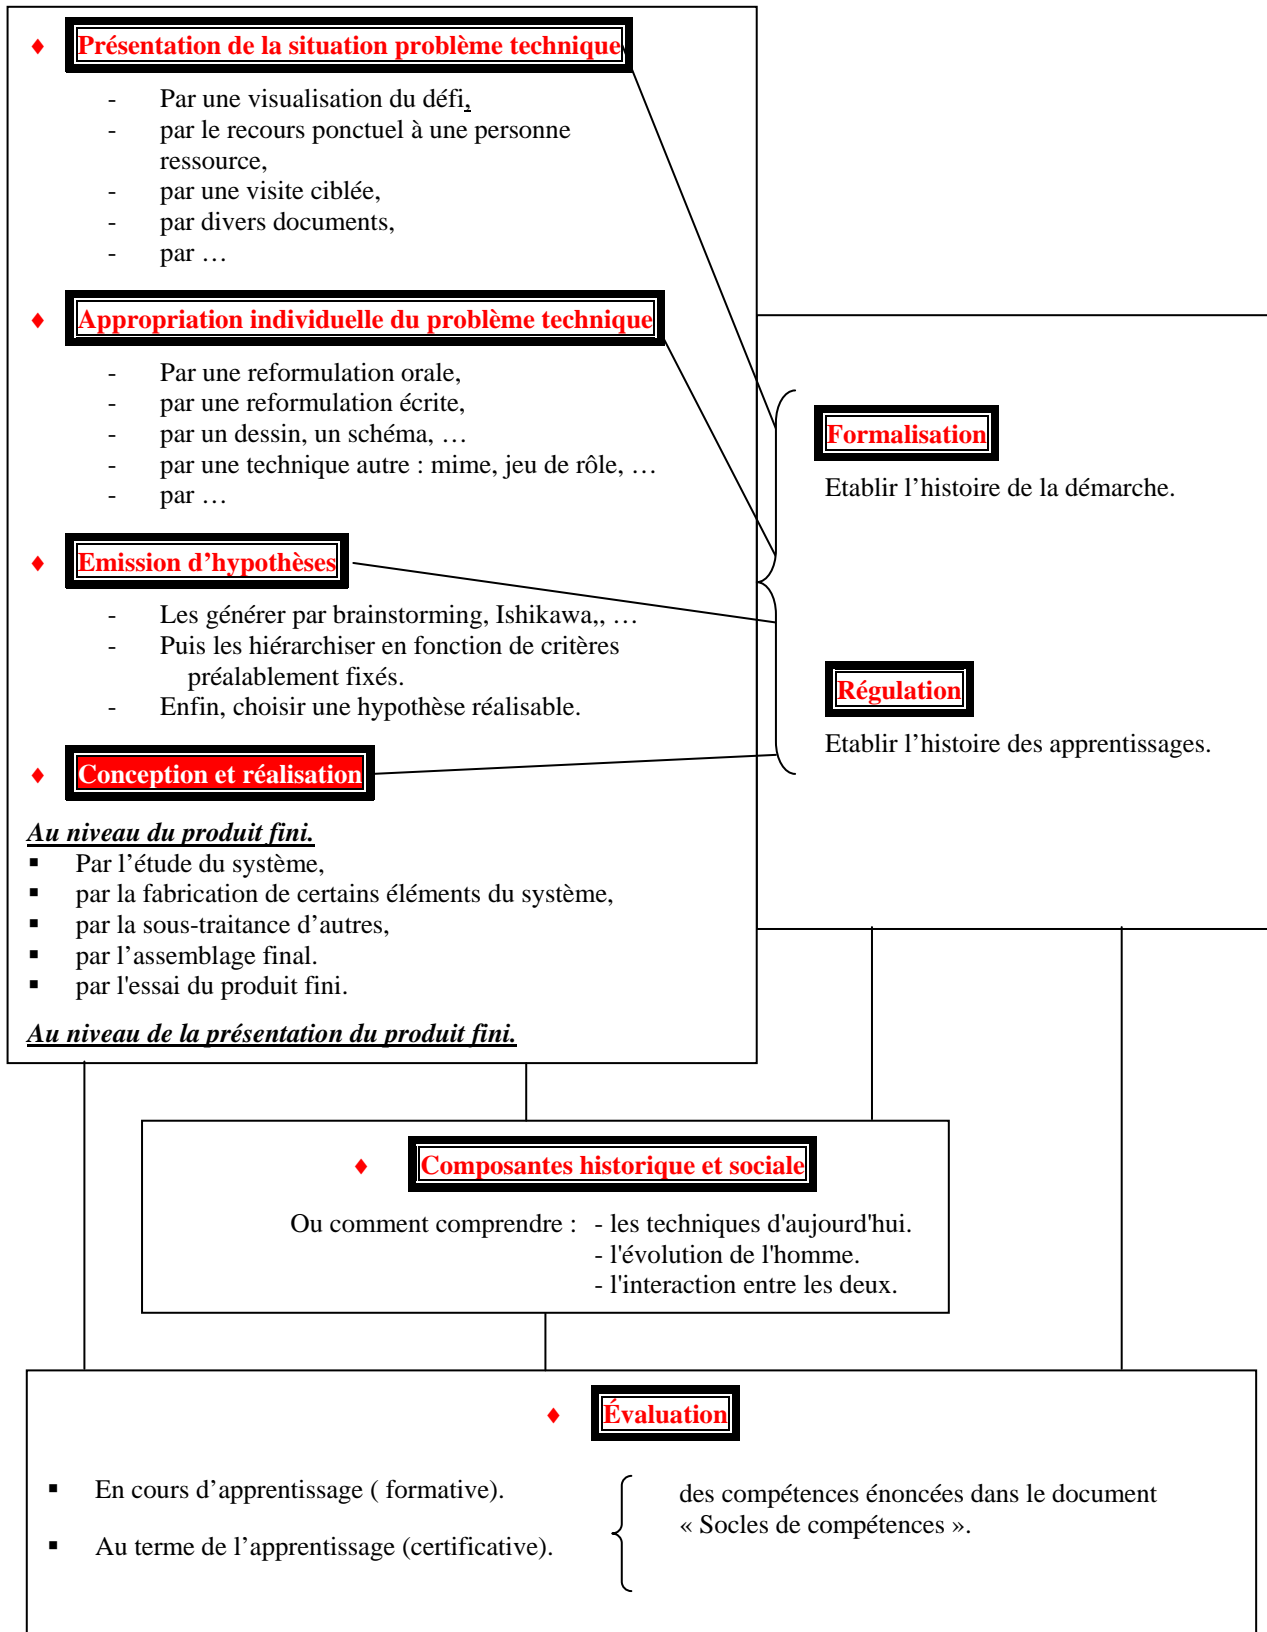 ♦ Présentation de la situation problème technique
- Par une visualisation du défi,
- par le recours ponctuel à une personne
ressource,
- par une visite ciblée,
- par divers documents,
- par …
♦ Appropriation individuelle du problème technique
- Par une reformulation orale,
- par une reformulation écrite,
- par un dessin, un schéma, …
- par une technique autre : mime, jeu de rôle, …
- par …
♦ Emission d’hypothèses
- Les générer par brainstorming, Ishikawa,, …
- Puis les hiérarchiser en fonction de critères
préalablement fixés.
- Enfin, choisir une hypothèse réalisable.
♦ Conception et réalisation
Au niveau du produit fini.
▪ Par l’étude du système,
▪ par la fabrication de certains éléments du système,
▪ par la sous-traitance d’autres,
▪ par l’assemblage final.
▪ par l'essai du produit fini.
Au niveau de la présentation du produit fini.
Formalisation
Etablir l’histoire de la démarche.
Régulation
Etablir l’histoire des apprentissages.
♦ Composantes historique et sociale
Ou comment comprendre : - les techniques d'aujourd'hui.
- l'évolution de l'homme.
- l'interaction entre les deux.
♦ Évaluation
▪ En cours d’apprentissage ( formative).
▪ Au terme de l’apprentissage (certificative).
des compétences énoncées dans le document
« Socles de compétences ».